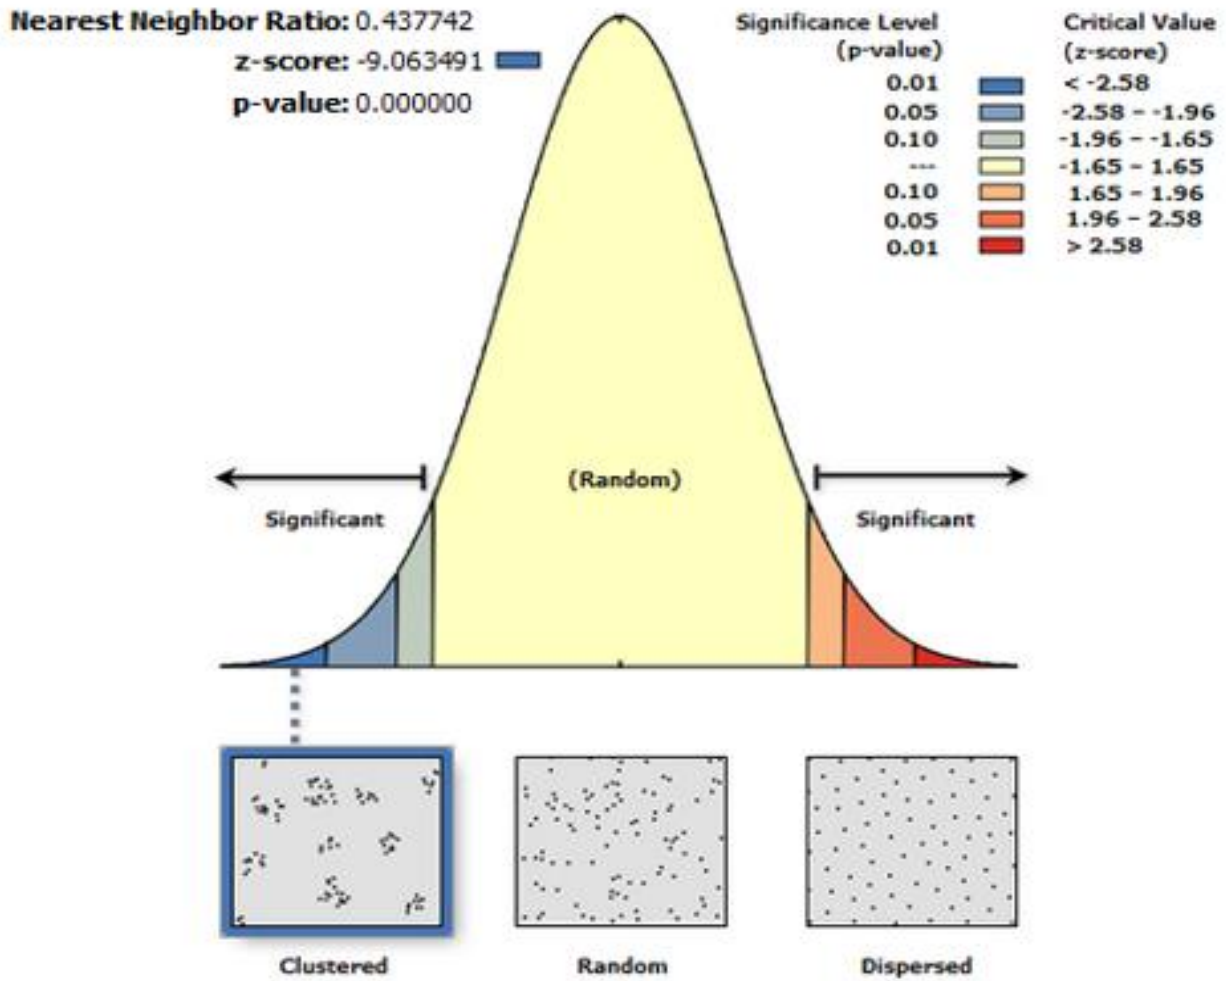 Nearest Neighbor Ratio: 0.437742
z-score: -9.063491
p-value: 0.000000
Significance Level (p-value)
Critical Value (z-score)
0.01 < -2.58
0.05 -2.58 - -1.96
0.10 -1.96 - -1.65
--- -1.65 - 1.65
0.10 1.65 - 1.96
0.05 1.96 - 2.58
0.01 > 2.58
(Random)
Significant
Significant
Clustered
Random
Dispersed